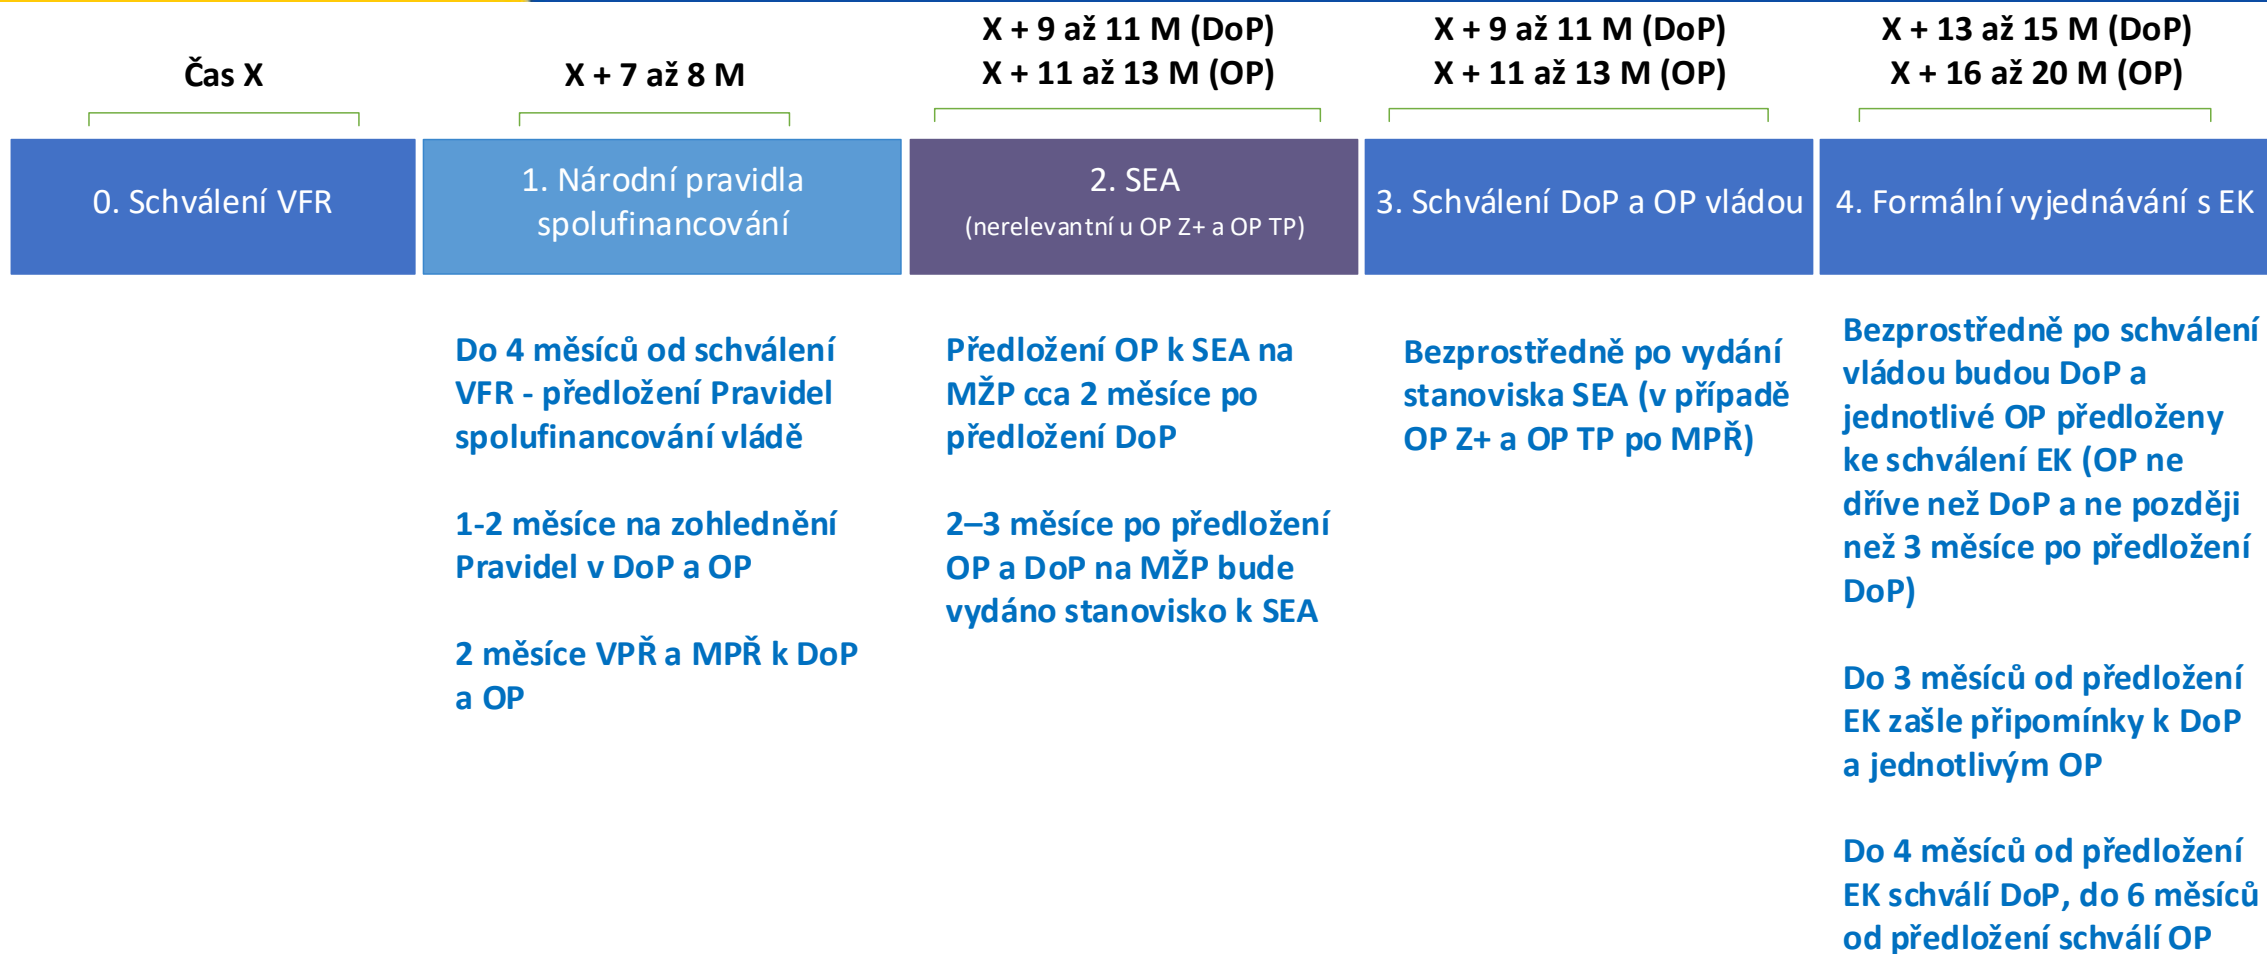 Čas X
X + 7 až 8 M
X + 9 až 11 M (DoP)
X + 11 až 13 M (OP)
X + 9 až 11 M (DoP)
X + 11 až 13 M (OP)
X + 13 až 15 M (DoP)
X + 16 až 20 M (OP)
0. Schválení VFR
1. Národní pravidla
spolufinancování
2. SEA
(nerelevantní u OP Z+ a OP TP)
3. Schválení DoP a OP vládou
4. Formální vyjednávání s EK
Do 4 měsíců od schválení
VFR - předložení Pravidel
spolufinancování vládě
1-2 měsíce na zohlednění
Pravidel v DoP a OP
2 měsíce VPŘ a MPŘ k DoP
a OP
Předložení OP k SEA na
MŽP cca 2 měsíce po
předložení DoP
2–3 měsíce po předložení
OP a DoP na MŽP bude
vydáno stanovisko k SEA
Bezprostředně po vydání
stanoviska SEA (v případě
OP Z+ a OP TP po MPŘ)
Bezprostředně po schválení
vládou budou DoP a
jednotlivé OP předloženy
ke schválení EK (OP ne
dříve než DoP a ne později
než 3 měsíce po předložení
DoP)
Do 3 měsíců od předložení
EK zašle připomínky k DoP
a jednotlivým OP
Do 4 měsíců od předložení
EK schválí DoP, do 6 měsíců
od předložení schválí OP